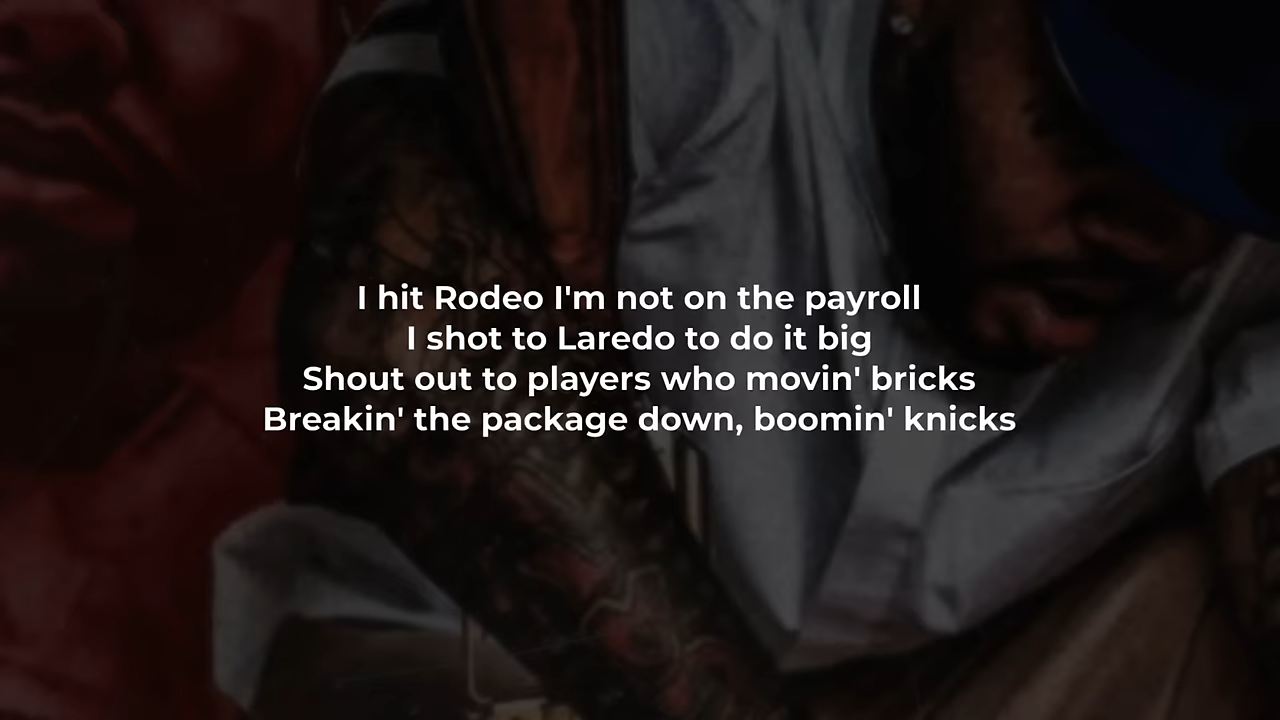 I hit Rodeo I'm not on the payroll
I shot to Laredo to do it big
Shout out to players who movin' bricks
Breakin' the package down, boomin' knicks